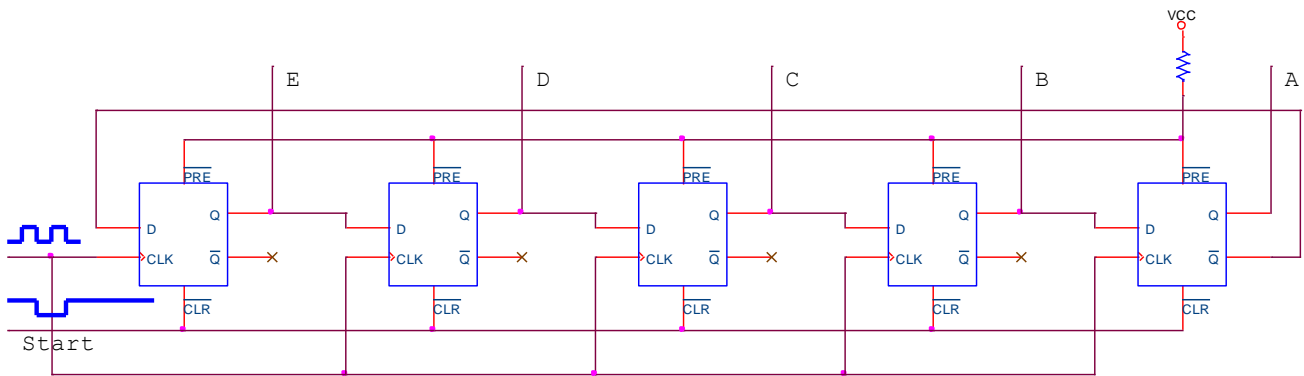 VCC
E D C B A
PRE PRE PRE PRE PRE
Q Q Q Q Q
D D D D D
CLK Q CLK Q CLK Q CLK Q CLK Q
CLR CLR CLR CLR CLR
Start